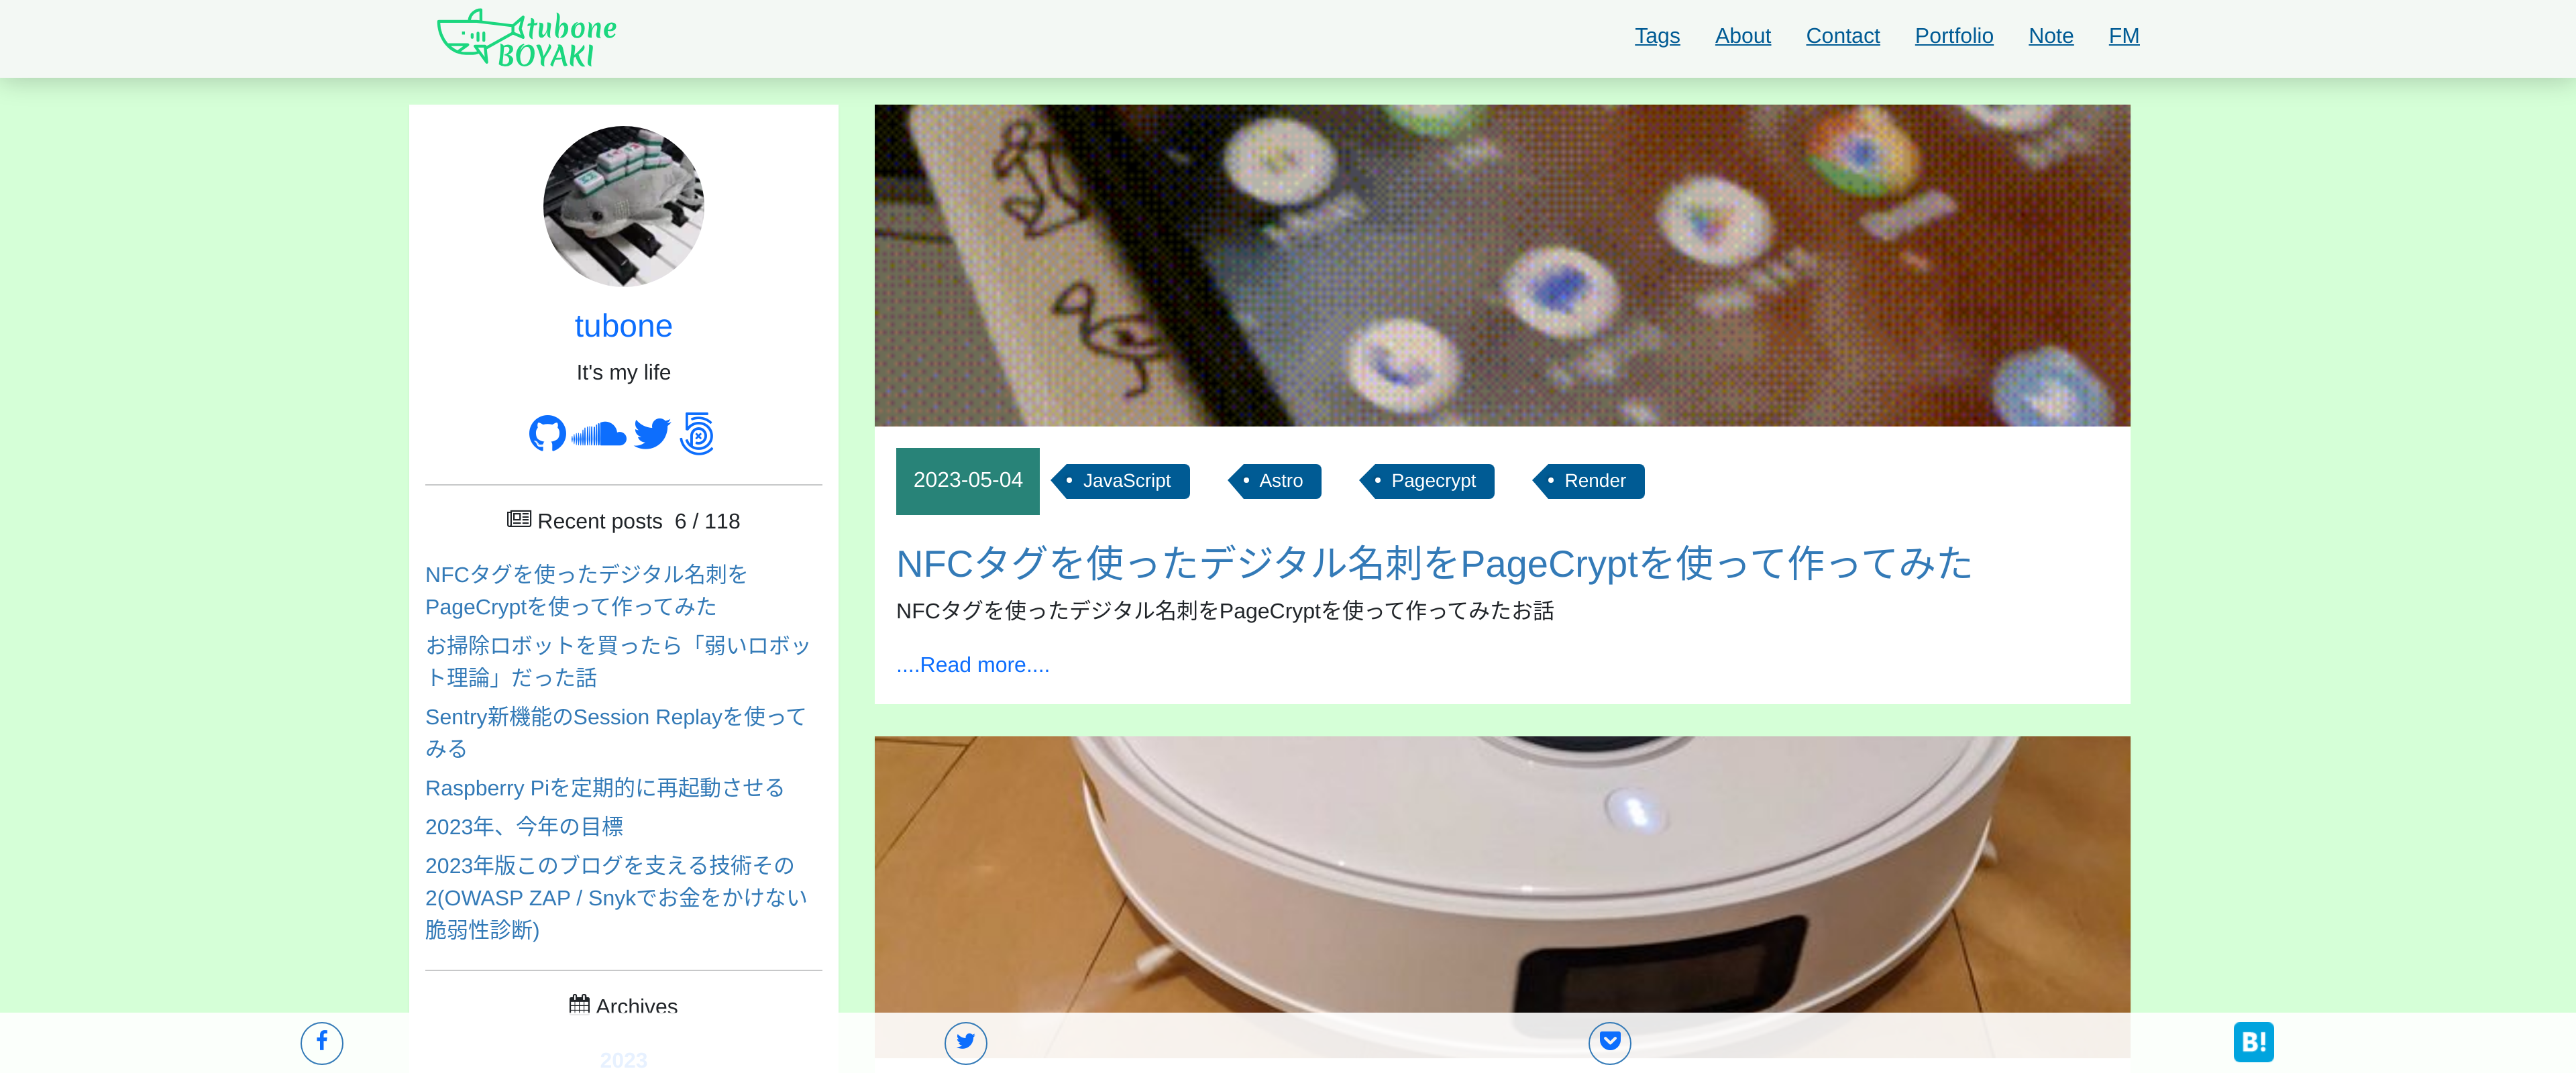 tubone
BOYAKI
Tags About Contact Portfolio Note FM
tubone
It's my life
Recent posts 6 / 118
NFCタグを使ったデジタル名刺を
PageCryptを使って作ってみた
お掃除ロボットを買ったら「弱いロボッ
ト理論」だった話
Sentry新機能のSession Replayを使って
みる
Raspberry Piを定期的に再起動させる
2023年、今年の目標
2023年版このブログを支える技術その
2(OWASP ZAP / Snykでお金をかけない
脆弱性診断)
Archives
2023
2023-05-04 JavaScript Astro Pagecrypt Render
NFCタグを使ったデジタル名刺をPageCryptを使って作ってみた
NFCタグを使ったデジタル名刺をPageCryptを使って作ってみたお話
....Read more....
B!